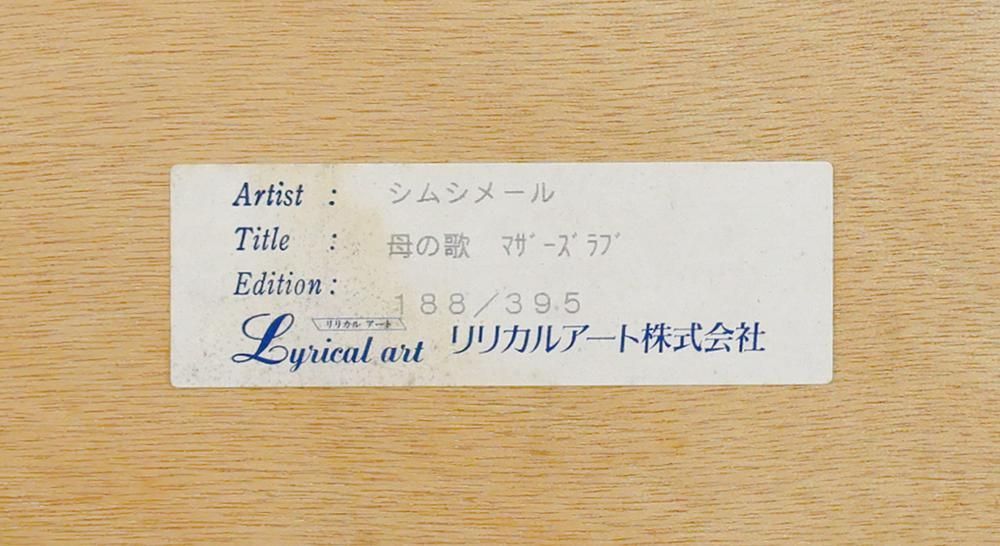 Artist : シムシメール
Title : 母の歌 ﾏｻﾞｰｽﾞﾗﾌﾞ
Edition : 188/395
リリカル アート
Lyrical art リリカルアート株式会社